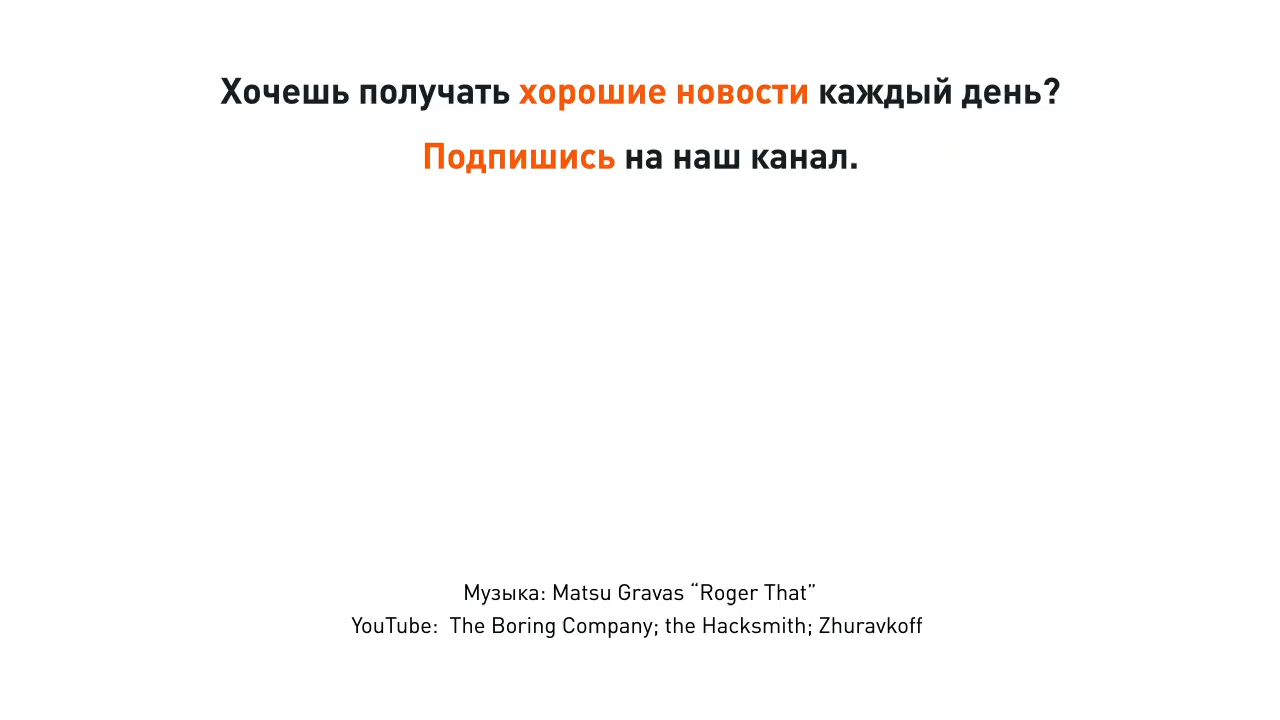 Хочешь получать хорошие новости каждый день?
Подпишись на наш канал.
Музыка: Matsu Gravas “Roger That”
YouTube:  The Boring Company; the Hacksmith; Zhuravkoff